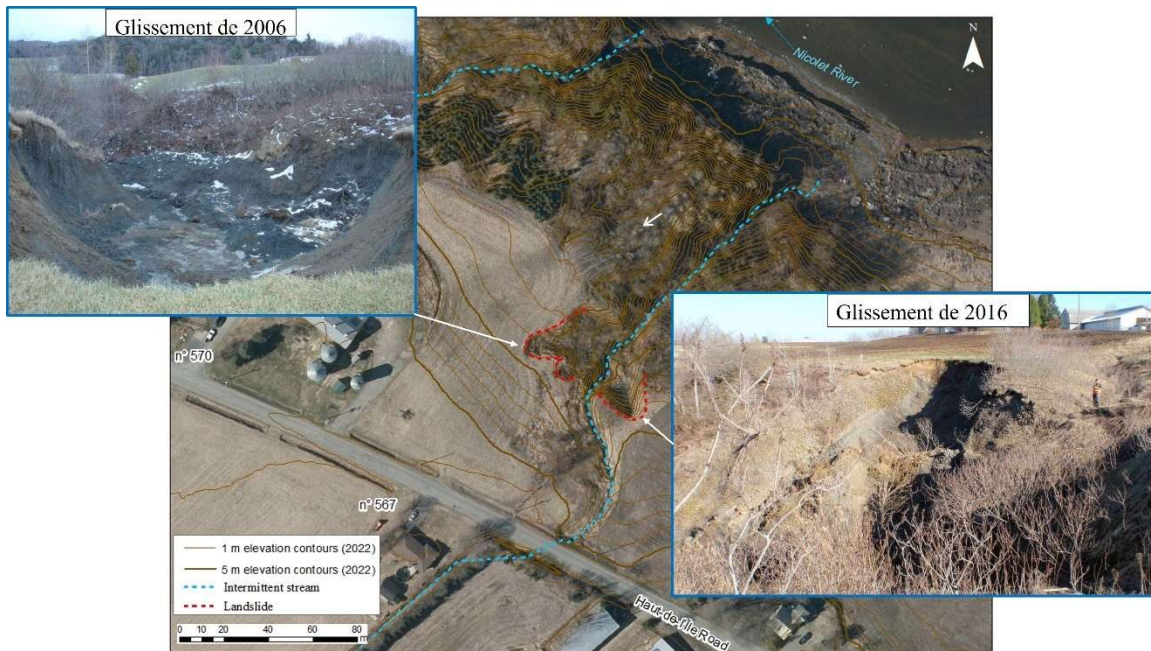 Glissement de 2006
Nicolet River
N
Glissement de 2016
n° 570
n° 567
1 m elevation contours (2022)
5 m elevation contours (2022)
Intermittent stream
Landslide
0 5 10 20 40 60 80
m
Haut-de-l'Île Road